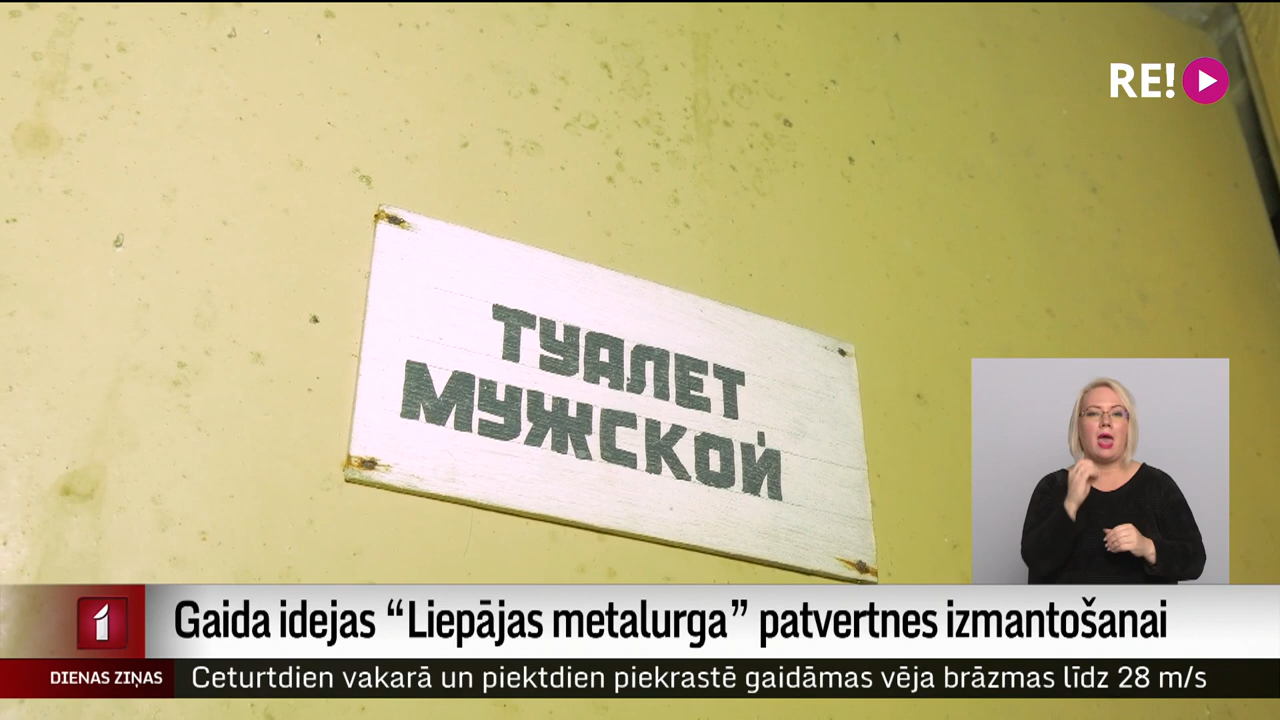 RE!
ТУАЛЕТ
МУЖСКОЙ
1
Gaida idejas “Liepājas metalurga” patvertnes izmantošanai
DIENAS ZIŅAS
Ceturtdien vakarā un piektdien piekrastē gaidāmas vēja brāzmas līdz 28 m/s